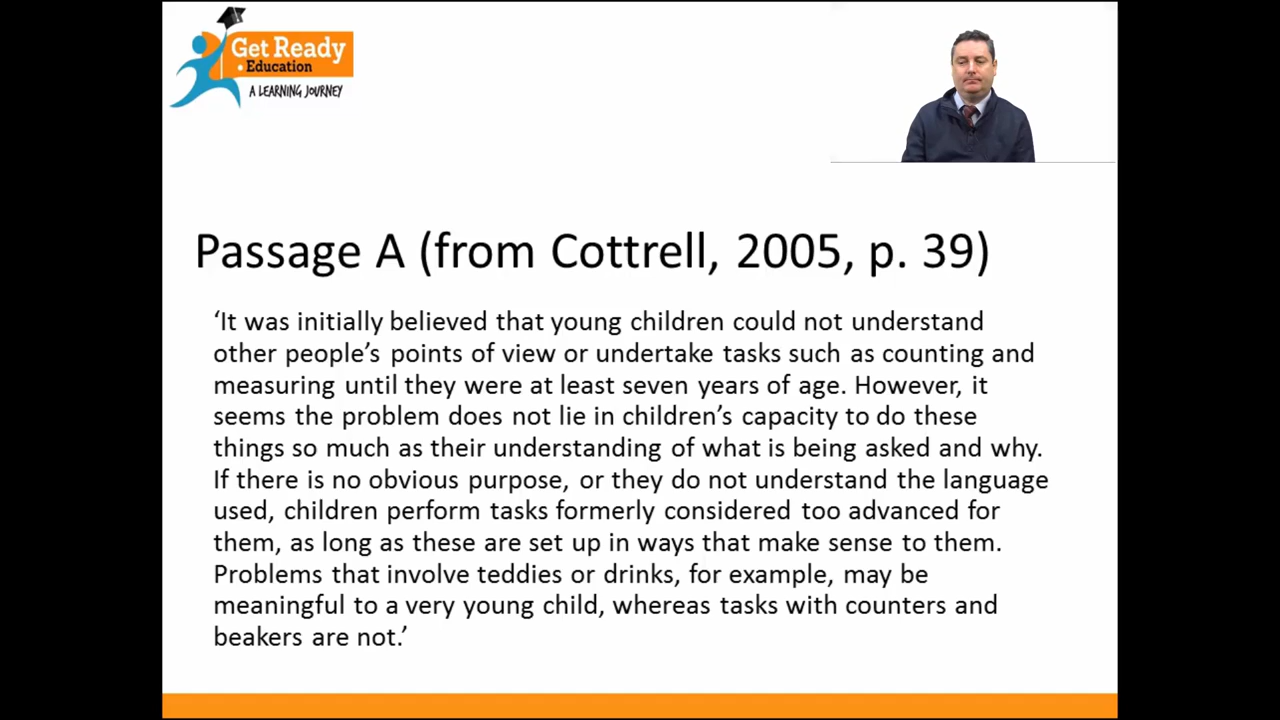 Get Ready
• Education
A LEARNING JOURNEY
Passage A (from Cottrell, 2005, p. 39)
‘It was initially believed that young children could not understand
other people’s points of view or undertake tasks such as counting and
measuring until they were at least seven years of age. However, it
seems the problem does not lie in children’s capacity to do these
things so much as their understanding of what is being asked and why.
If there is no obvious purpose, or they do not understand the language
used, children perform tasks formerly considered too advanced for
them, as long as these are set up in ways that make sense to them.
Problems that involve teddies or drinks, for example, may be
meaningful to a very young child, whereas tasks with counters and
beakers are not.’